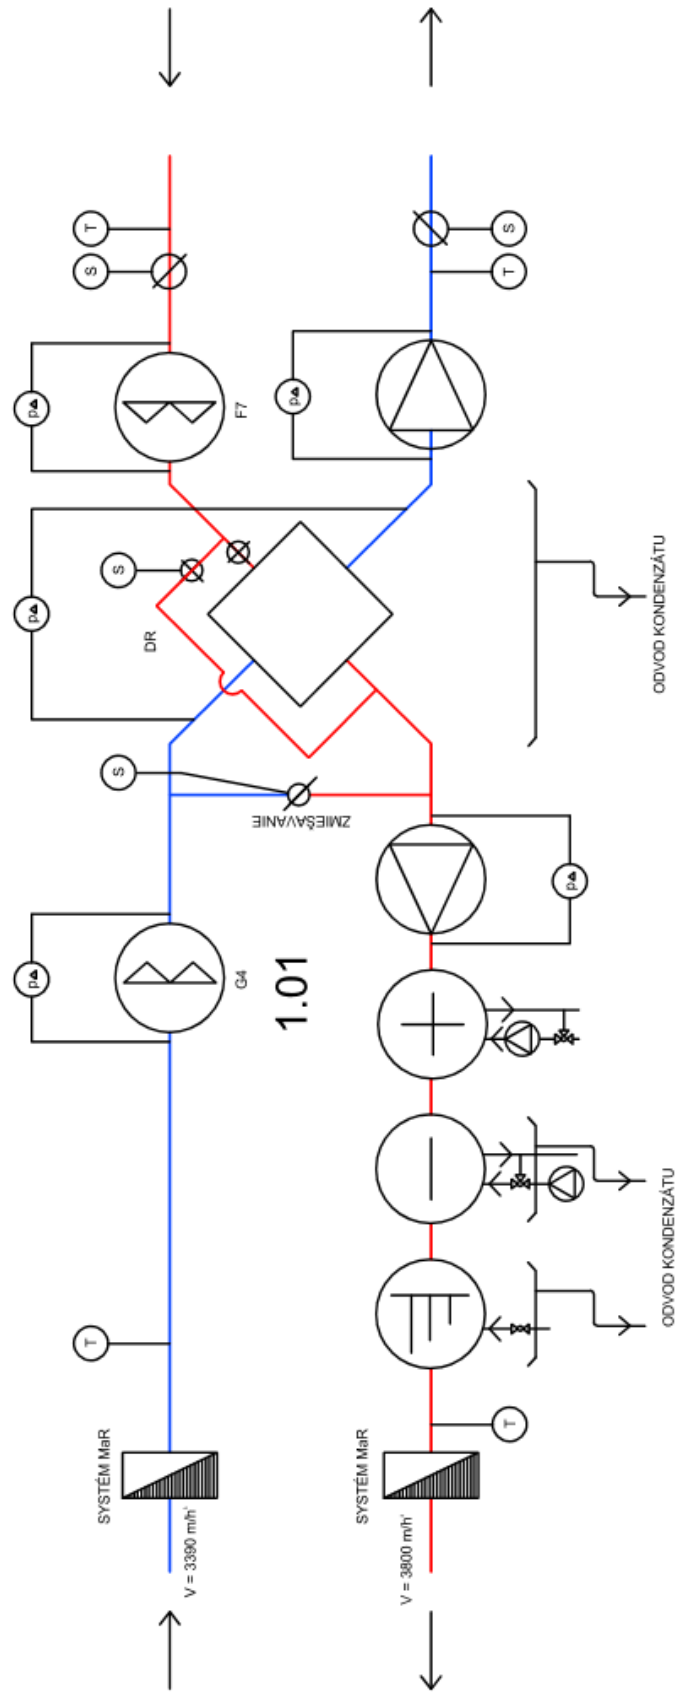 T
S
pΔ
F7
S
T
pΔ
S
pΔ
DR
ODVOD KONDENZÁTU
S
ZMIEŠAVANIE
pΔ
pΔ
G4
1.01
T
ODVOD KONDENZÁTU
T
SYSTÉM MaR
V = 3390 m/h'
SYSTÉM MaR
V = 3800 m/h'